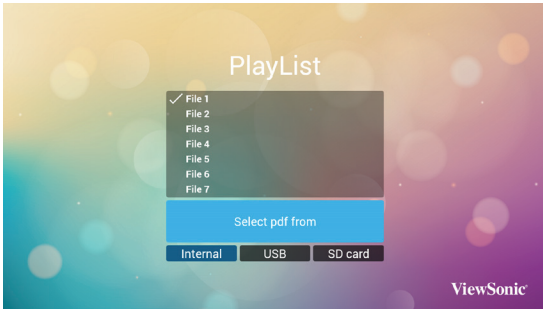 PlayList
File 1
File 2
File 3
File 4
File 5
File 6
File 7
Select pdf from
Internal USB SD card
ViewSonic